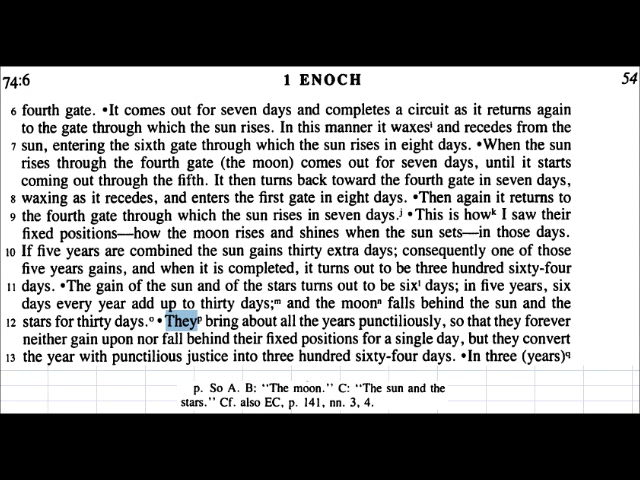 74:6 1 ENOCH 54
6 fourth gate. •It comes out for seven days and completes a circuit as it returns again
to the gate through which the sun rises. In this manner it waxesⁱ and recedes from the
7 sun, entering the sixth gate through which the sun rises in eight days. •When the sun
rises through the fourth gate (the moon) comes out for seven days, until it starts
coming out through the fifth. It then turns back toward the fourth gate in seven days,
8 waxing as it recedes, and enters the first gate in eight days. •Then again it returns to
9 the fourth gate through which the sun rises in seven days.ʲ •This is howᵏ I saw their
fixed positions—how the moon rises and shines when the sun sets—in those days.
10 If five years are combined the sun gains thirty extra days; consequently one of those
five years gains, and when it is completed, it turns out to be three hundred sixty-four
11 days. •The gain of the sun and of the stars turns out to be sixˡ days; in five years, six
days every year add up to thirty days;ᵐ and the moonⁿ falls behind the sun and the
12 stars for thirty days.ᵒ •Theyᵖ bring about all the years punctiliously, so that they forever
neither gain upon nor fall behind their fixed positions for a single day, but they convert
13 the year with punctilious justice into three hundred sixty-four days. •In three (years)q
p. So A. B: "The moon." C: "The sun and the
stars." Cf. also EC, p. 141, nn. 3, 4.